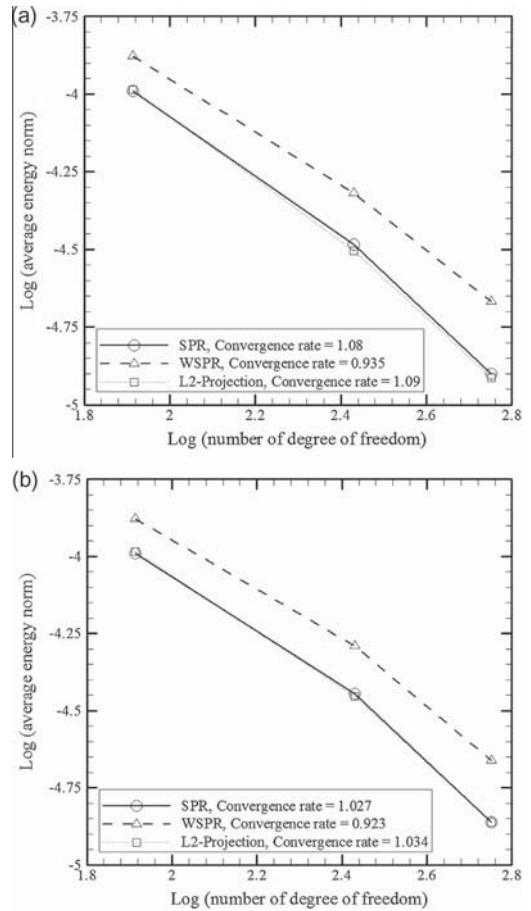 (a)
-3.75
-4
-4.25
-4.5
-4.75
-5
Log (average energy norm)
SPR, Convergence rate = 1.08
WSPR, Convergence rate = 0.935
L2-Projection, Convergence rate = 1.09
1.8 2 2.2 2.4 2.6 2.8
Log (number of degree of freedom)
(b)
-3.75
-4
-4.25
-4.5
-4.75
-5
Log (average energy norm)
SPR, Convergence rate = 1.027
WSPR, Convergence rate = 0.923
L2-Projection, Convergence rate = 1.034
1.8 2 2.2 2.4 2.6 2.8
Log (number of degree of freedom)